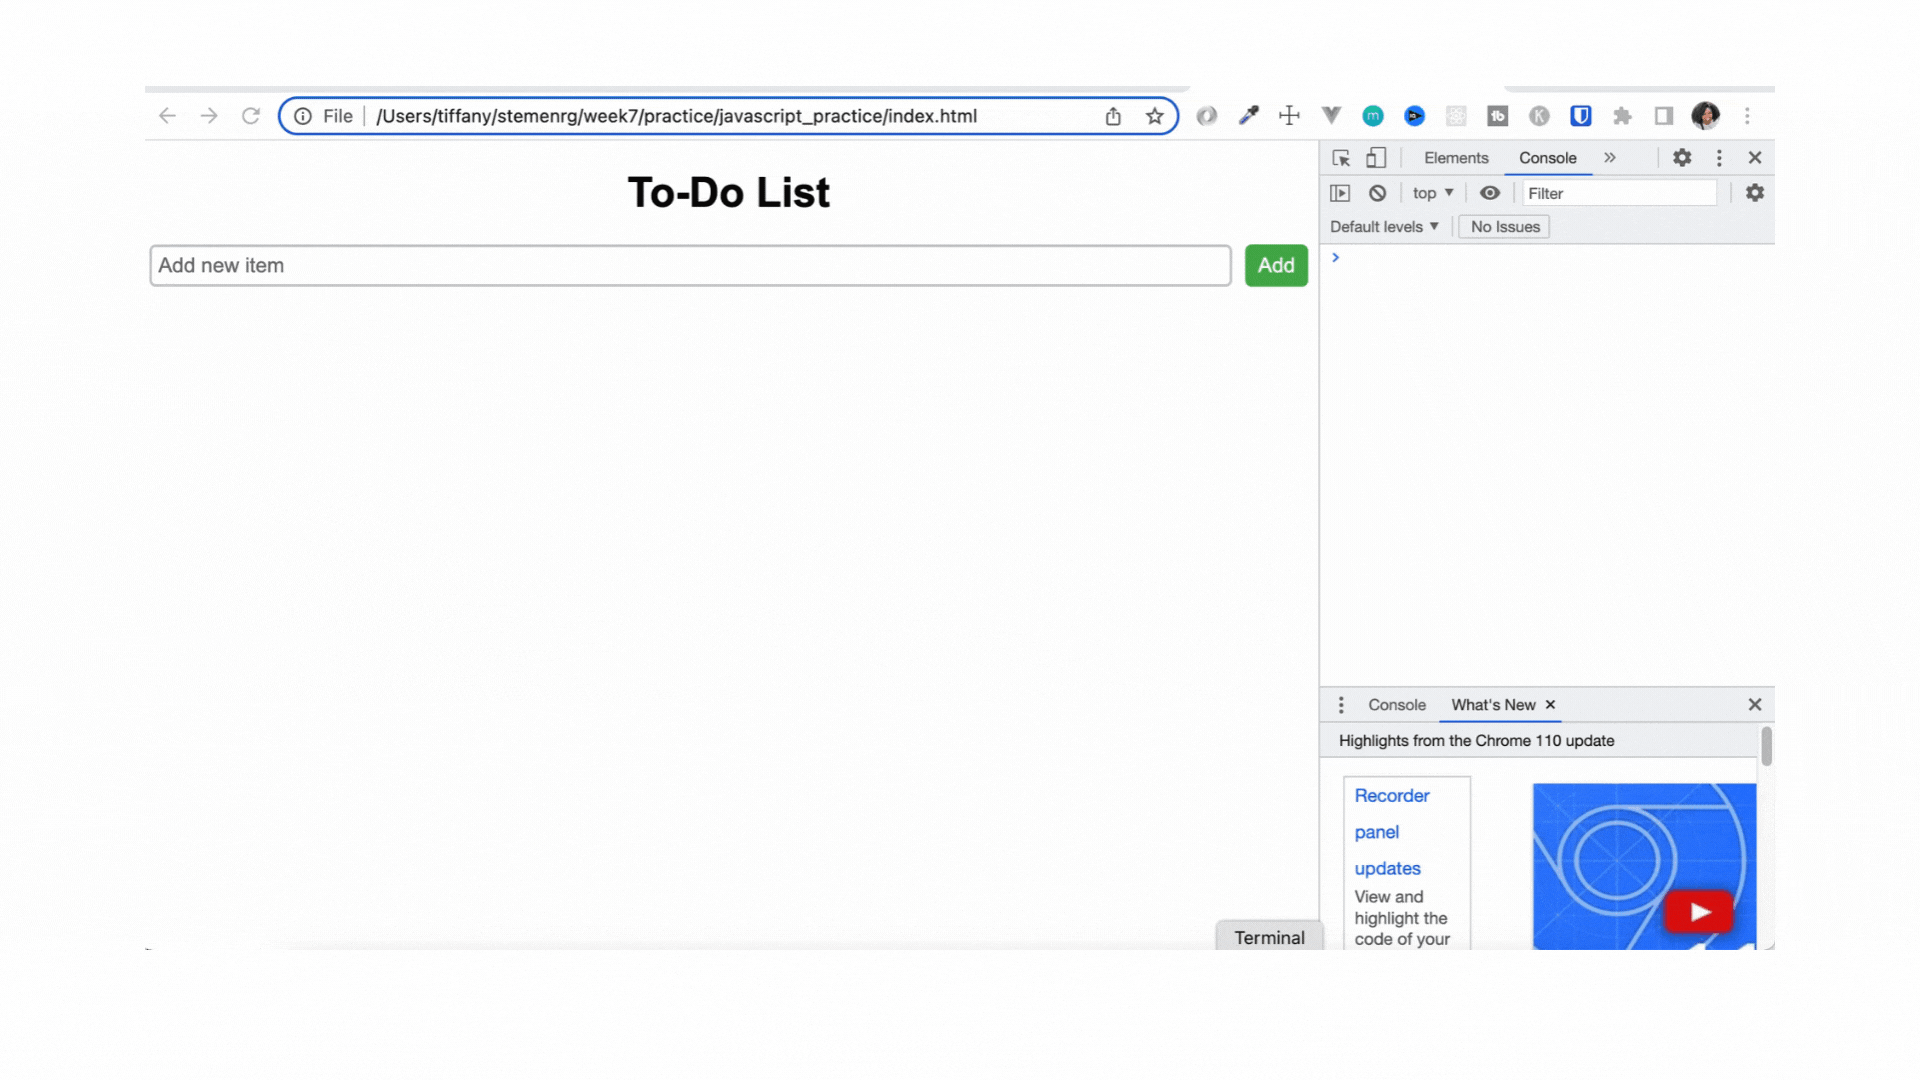 File /Users/tiffany/stemenrg/week7/practice/javascript_practice/index.html
m
tb
K
To-Do List
Add new item
Add
Elements Console
top
Filter
Default levels No Issues
Console What's New
Highlights from the Chrome 110 update
Recorder
panel
updates
View and
highlight the
code of your
Terminal